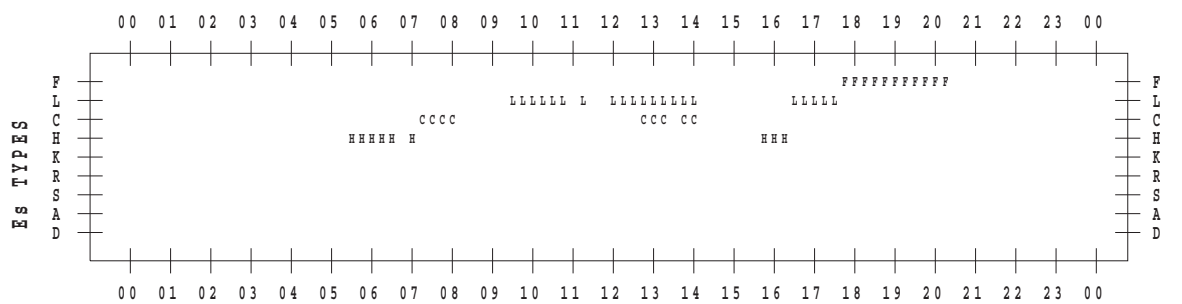 00 01 02 03 04 05 06 07 08 09 10 11 12 13 14 15 16 17 18 19 20 21 22 23 00
F FFFFFFFFFFF F
L LLLLLL L LLLLLLLLL LLLLL L
C CCCC CCC CC C
H HHHHH H HHH H
K K
R R
S S
A A
D D
Es TYPES
00 01 02 03 04 05 06 07 08 09 10 11 12 13 14 15 16 17 18 19 20 21 22 23 00